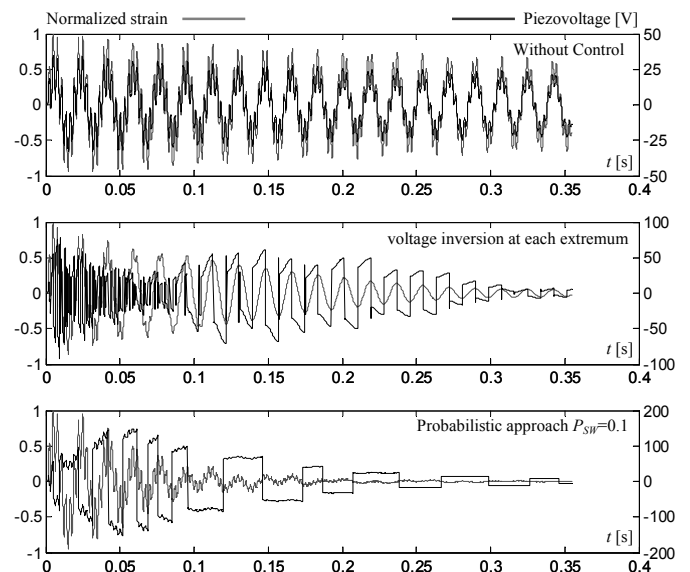 Normalized strain
Piezovoltage [V]
Without Control
1
0.5
0
-0.5
-1
50
25
0
-25
-50
t [s]
0 0.05 0.1 0.15 0.2 0.25 0.3 0.35 0.4
voltage inversion at each extremum
1
0.5
0
-0.5
-1
100
50
0
-50
-100
t [s]
0 0.05 0.1 0.15 0.2 0.25 0.3 0.35 0.4
Probabilistic approach PSW=0.1
1
0.5
0
-0.5
-1
200
100
0
-100
-200
t [s]
0 0.05 0.1 0.15 0.2 0.25 0.3 0.35 0.4